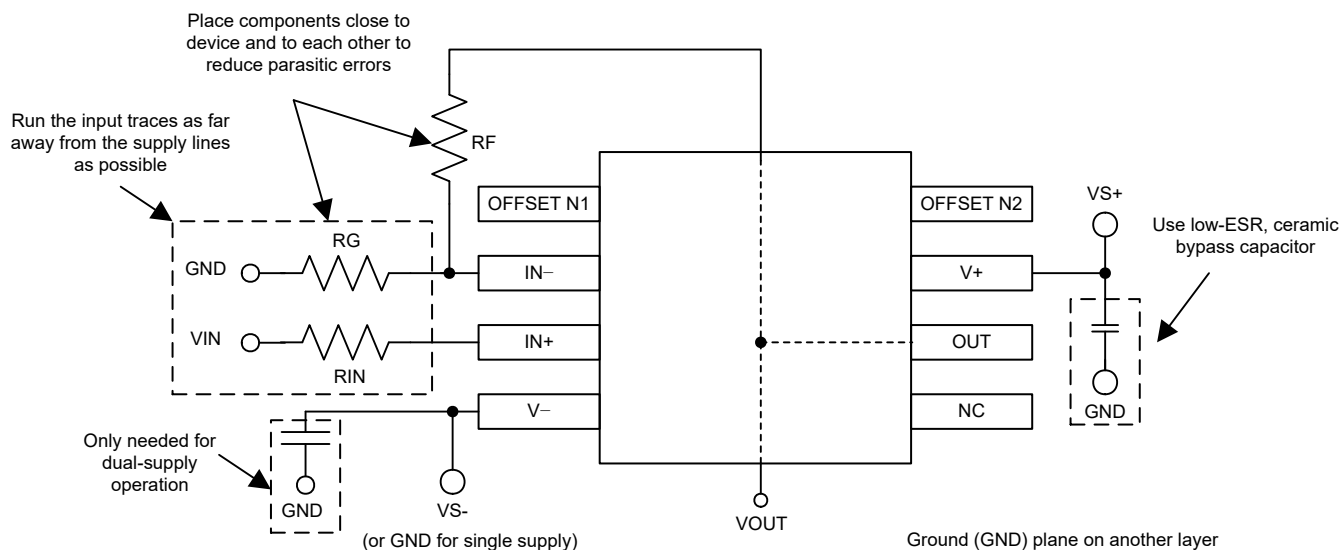 Place components close to
device and to each other to
reduce parasitic errors
Run the input traces as far
away from the supply lines
as possible
RF
OFFSET N1
OFFSET N2
VS+
Use low-ESR, ceramic
bypass capacitor
RG
GND
IN−
V+
VIN
IN+
OUT
RIN
V−
NC
GND
Only needed for
dual-supply
operation
GND
VS-
(or GND for single supply)
VOUT
Ground (GND) plane on another layer